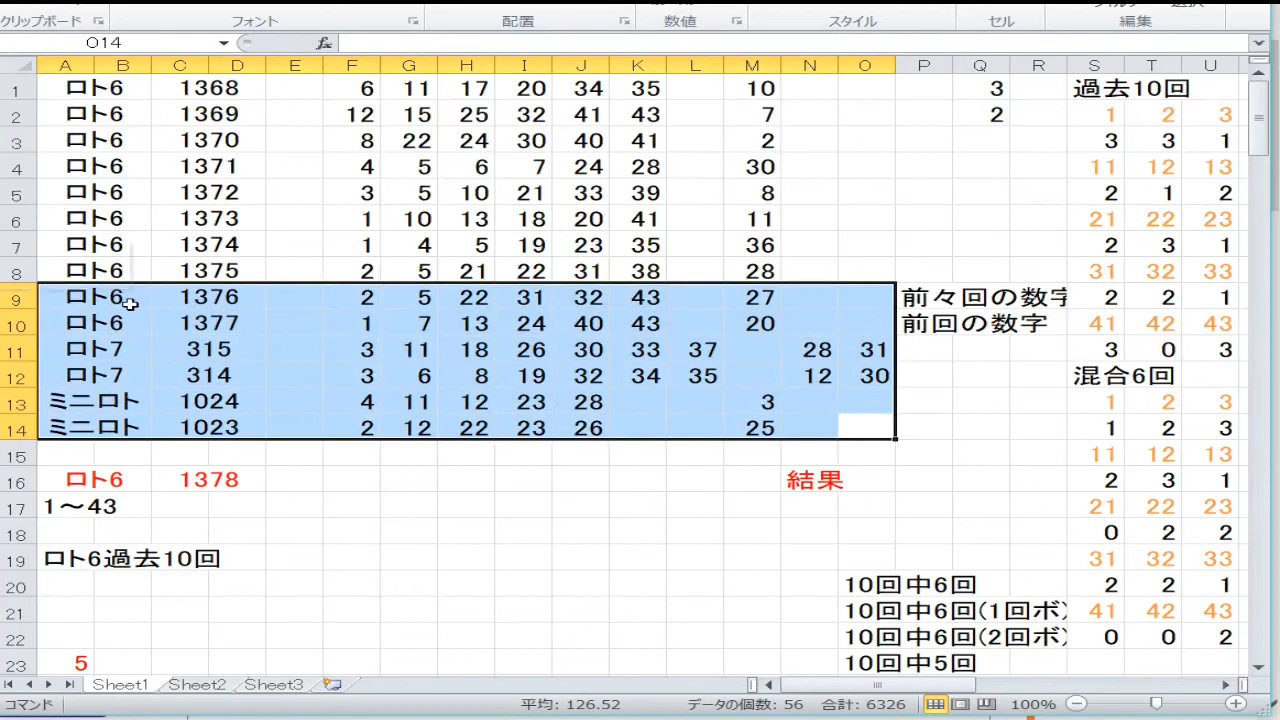 クリップボード フォント 配置 数値 スタイル セル 編集
O14 fx
A B C D E F G H I J K L M N O P Q R S T U
1 ロト6 1368 6 11 17 20 34 35 10 3 過去10回
2 ロト6 1369 12 15 25 32 41 43 7 2 1 2 3
3 ロト6 1370 8 22 24 30 40 41 2 3 3 1
4 ロト6 1371 4 5 6 7 24 28 30 11 12 13
5 ロト6 1372 3 5 10 21 33 39 8 2 1 2
6 ロト6 1373 1 10 13 18 20 41 11 21 22 23
7 ロト6 1374 1 4 5 19 23 35 36 2 3 1
8 ロト6 1375 2 5 21 22 31 38 28 31 32 33
9 ロト6 1376 2 5 22 31 32 43 27 前々回の数字 2 2 1
10 ロト6 1377 1 7 13 24 40 43 20 前回の数字 41 42 43
11 ロト7 315 3 11 18 26 30 33 37 28 31 3 0 3
12 ロト7 314 3 6 8 19 32 34 35 12 30 混合6回
13 ミニロト 1024 4 11 12 23 28 3 1 2 3
14 ミニロト 1023 2 12 22 23 26 25 1 2 3
15 11 12 13
16 ロト6 1378 結果 2 3 1
17 1～43 21 22 23
18 0 2 2
19 ロト6過去10回 31 32 33
20 10回中6回 2 2 1
21 10回中6回(1回ボ) 41 42 43
22 10回中6回(2回ボ) 0 0 2
23 5 10回中5回
Sheet1 Sheet2 Sheet3
コマンド 平均: 126.52 データの個数: 56 合計: 6326 100%